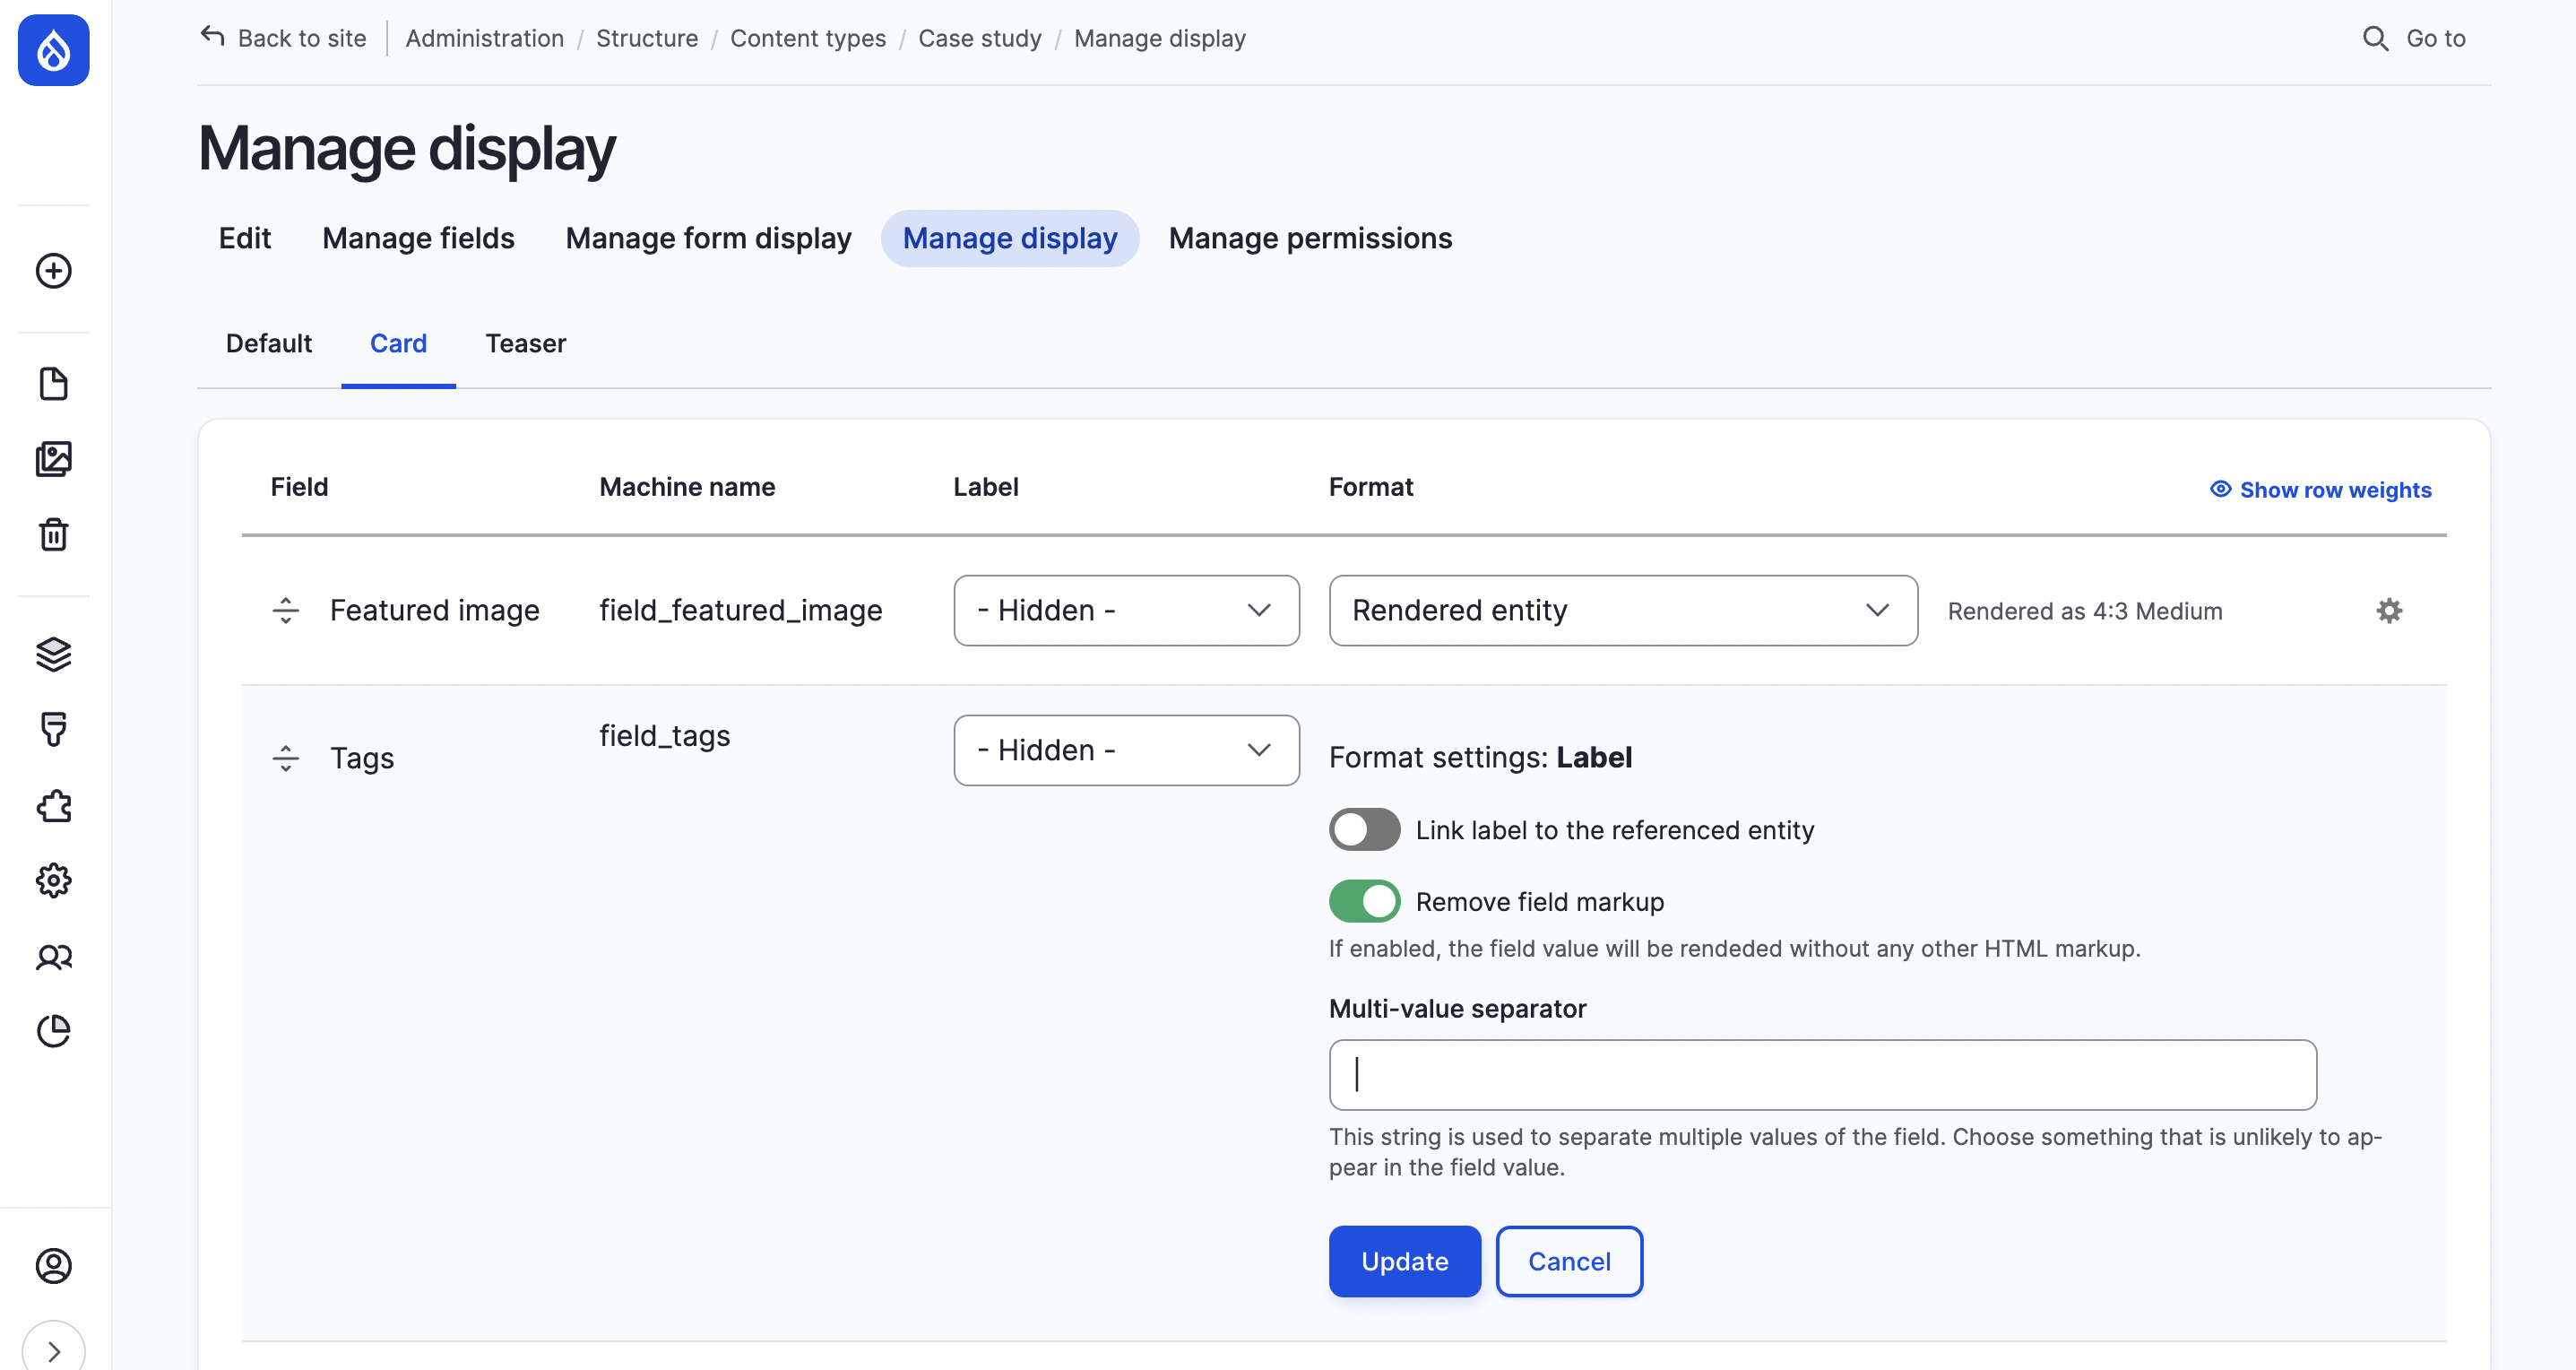 Back to site Administration / Structure / Content types / Case study / Manage display Go to
Manage display
Edit Manage fields Manage form display Manage display Manage permissions
Default Card Teaser
Field Machine name Label Format Show row weights
Featured image field_featured_image - Hidden - Rendered entity Rendered as 4:3 Medium
Tags field_tags - Hidden - Format settings: Label
Link label to the referenced entity
Remove field markup
If enabled, the field value will be rendeded without any other HTML markup.
Multi-value separator
|
This string is used to separate multiple values of the field. Choose something that is unlikely to ap-
pear in the field value.
Update Cancel